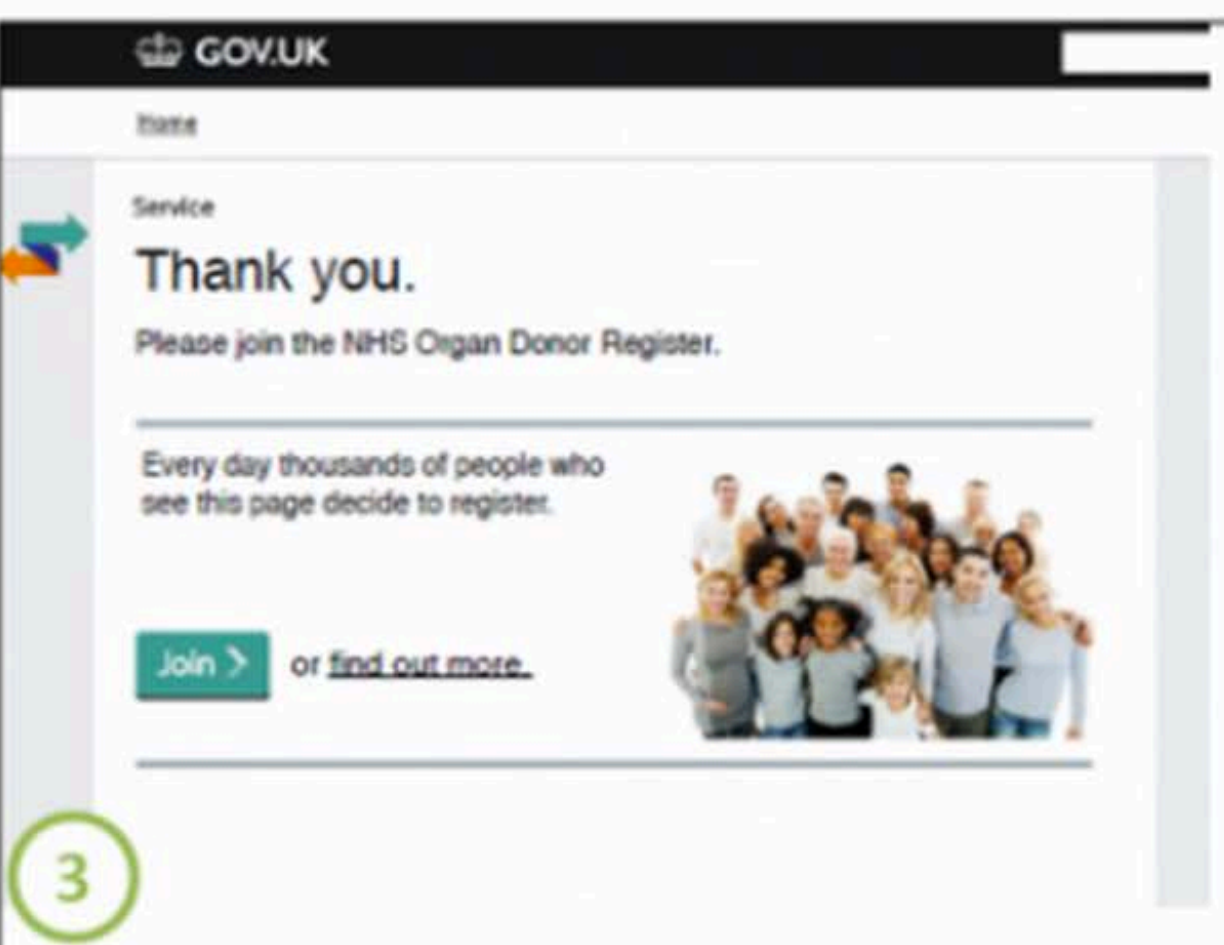 GOV.UK
Home
Service
Thank you.
Please join the NHS Organ Donor Register.
Every day thousands of people who
see this page decide to register.
Join > or find out more.
3